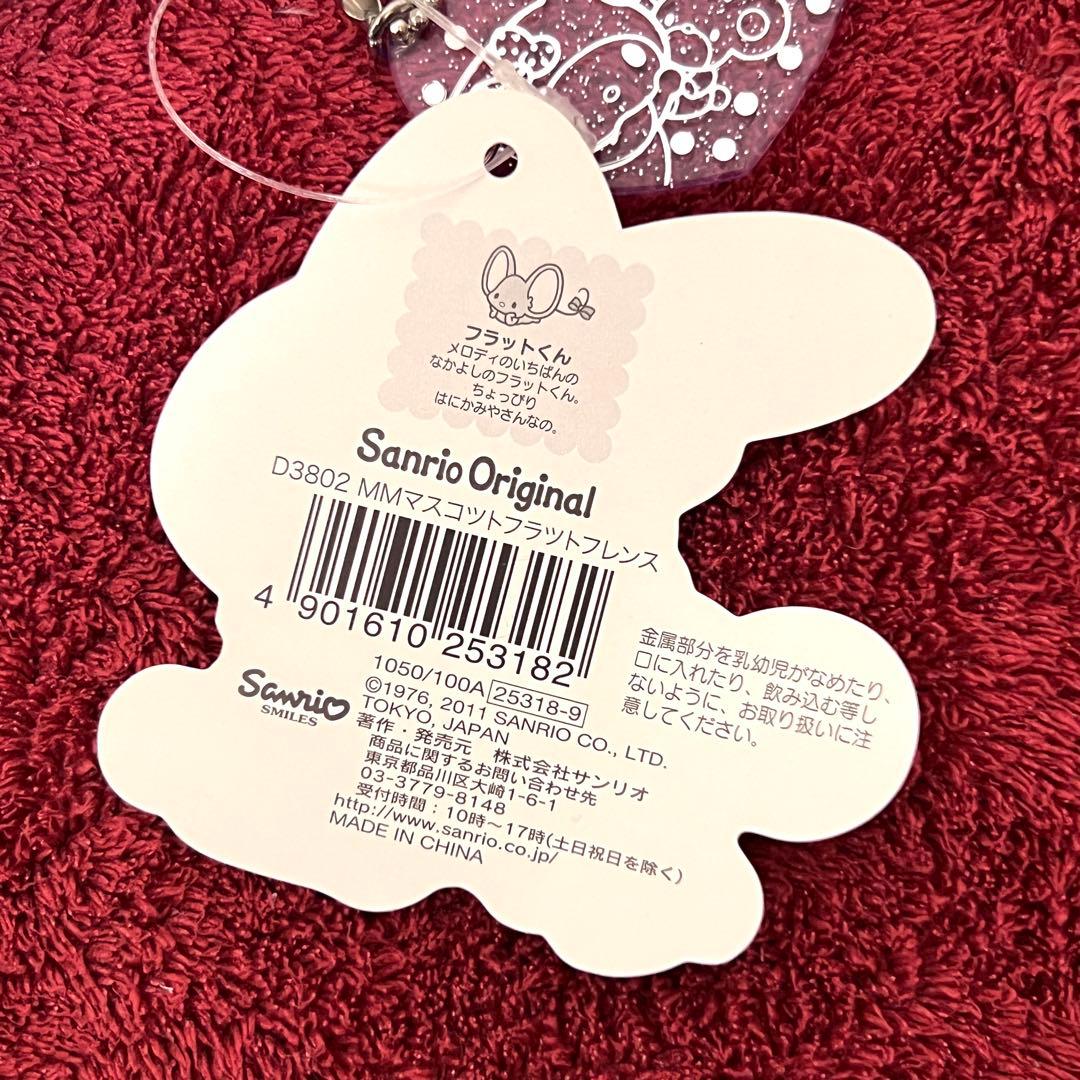 フラットくん
メロディのいちばんの
なかよしのフラットくん。
ちょっぴり
はにかみやさんなの。
Sanrio Original
D3802 MMマスコツトフラツトフレンス
4 901610 253182
1050/100A 25318-9
©1976, 2011 SANRIO CO., LTD.
TOKYO, JAPAN
著作・発売元 株式会社サンリオ
商品に関するお問い合わせ先
東京都品川区大崎1-6-1
03-3779-8148
受付時間:10時～17時(土日祝日を除く)
http://www.sanrio.co.jp/
MADE IN CHINA
Sanrio
SMILES
金属部分を乳幼児がなめたり、
口に入れたり、飲み込む等し
ないように、お取り扱いに注
意してください。